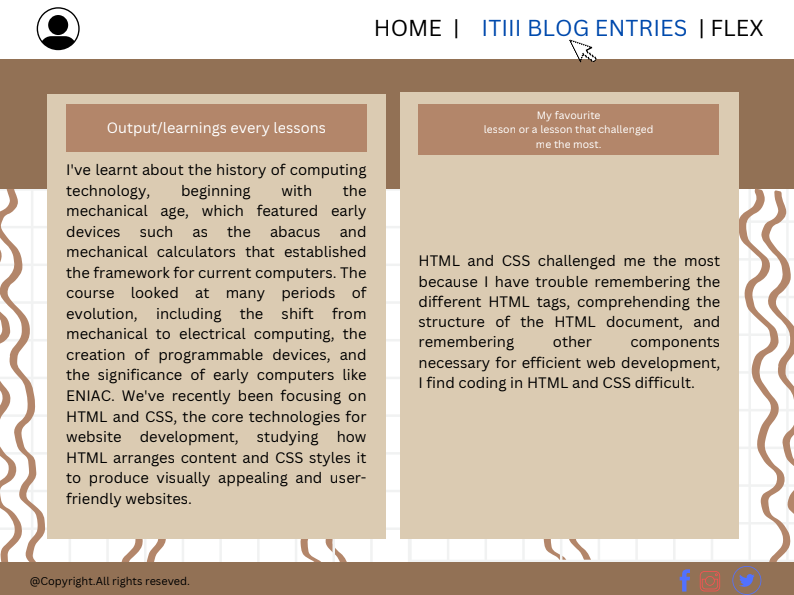 HOME | ITIII BLOG ENTRIES | FLEX
Output/learnings every lessons
I've learnt about the history of computing
technology, beginning with the
mechanical age, which featured early
devices such as the abacus and
mechanical calculators that established
the framework for current computers. The
course looked at many periods of
evolution, including the shift from
mechanical to electrical computing, the
creation of programmable devices, and
the significance of early computers like
ENIAC. We've recently been focusing on
HTML and CSS, the core technologies for
website development, studying how
HTML arranges content and CSS styles it
to produce visually appealing and user-
friendly websites.
My favourite
lesson or a lesson that challenged
me the most.
HTML and CSS challenged me the most
because I have trouble remembering the
different HTML tags, comprehending the
structure of the HTML document, and
remembering other components
necessary for efficient web development,
I find coding in HTML and CSS difficult.
@Copyright.All rights reseved.